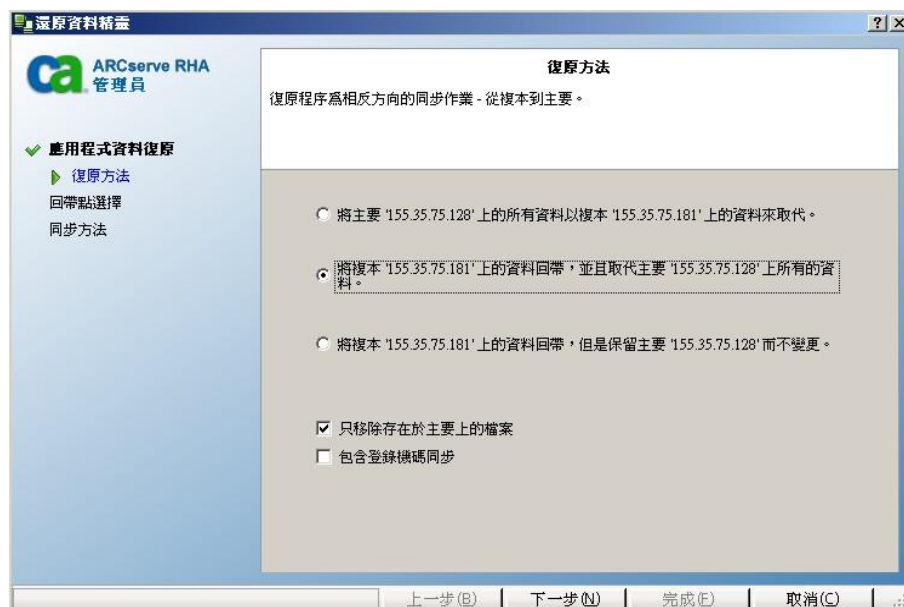 還原資料精靈
ca ARCserve RHA
管理員
應用程式資料復原
復原方法
回帶點選擇
同步方法
復原方法
復原程序為相反方向的同步作業 - 從複本到主要。
將主要 '155.35.75.128' 上的所有資料以複本 '155.35.75.181' 上的資料來取代。
將複本 '155.35.75.181' 上的資料回帶，並且取代主要 '155.35.75.128' 上所有的資
料。
將複本 '155.35.75.181' 上的資料回帶，但是保留主要 '155.35.75.128' 而不變更。
只移除存在於主要上的檔案
包含登錄機碼同步
上一步(B)
下一步(N)
完成(F)
取消(C)